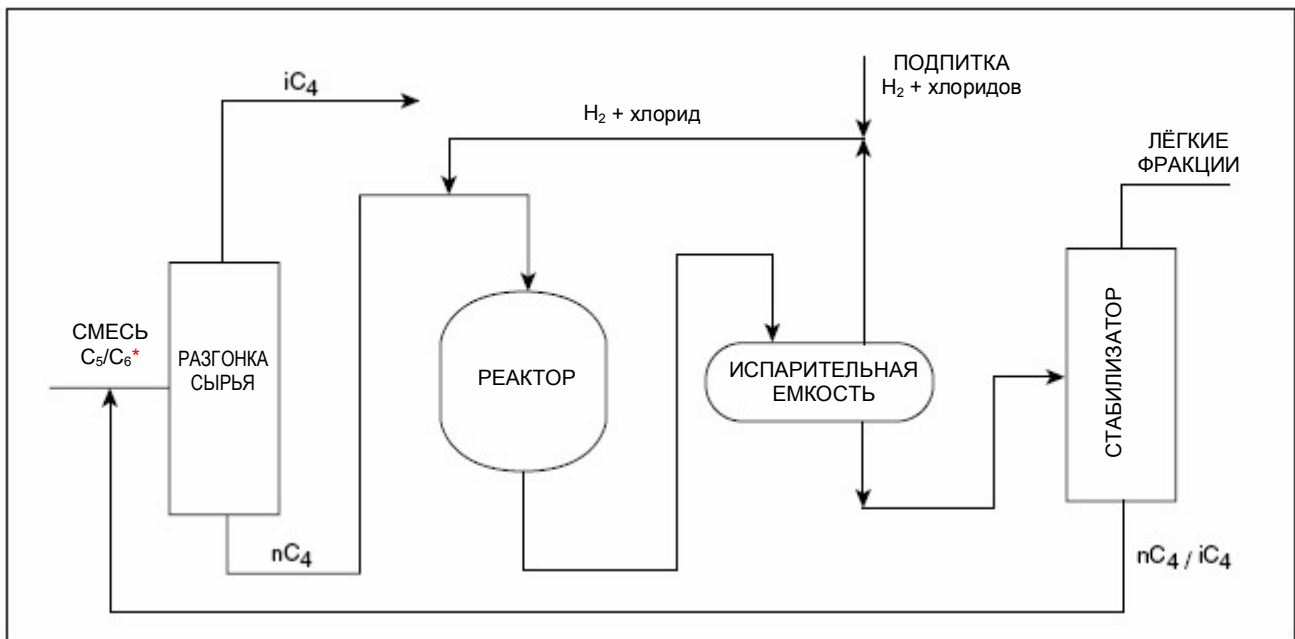 iC₄
ПОДПИТКА
H₂ + хлоридов
H₂ + хлорид
ЛЁГКИЕ
ФРАКЦИИ
СМЕСЬ
C₅/C₆*
РАЗГОНКА
СЫРЬЯ
РЕАКТОР
ИСПАРИТЕЛЬНАЯ
ЕМКОСТЬ
СТАБИЛИЗАТОР
nC₄
nC₄ / iC₄